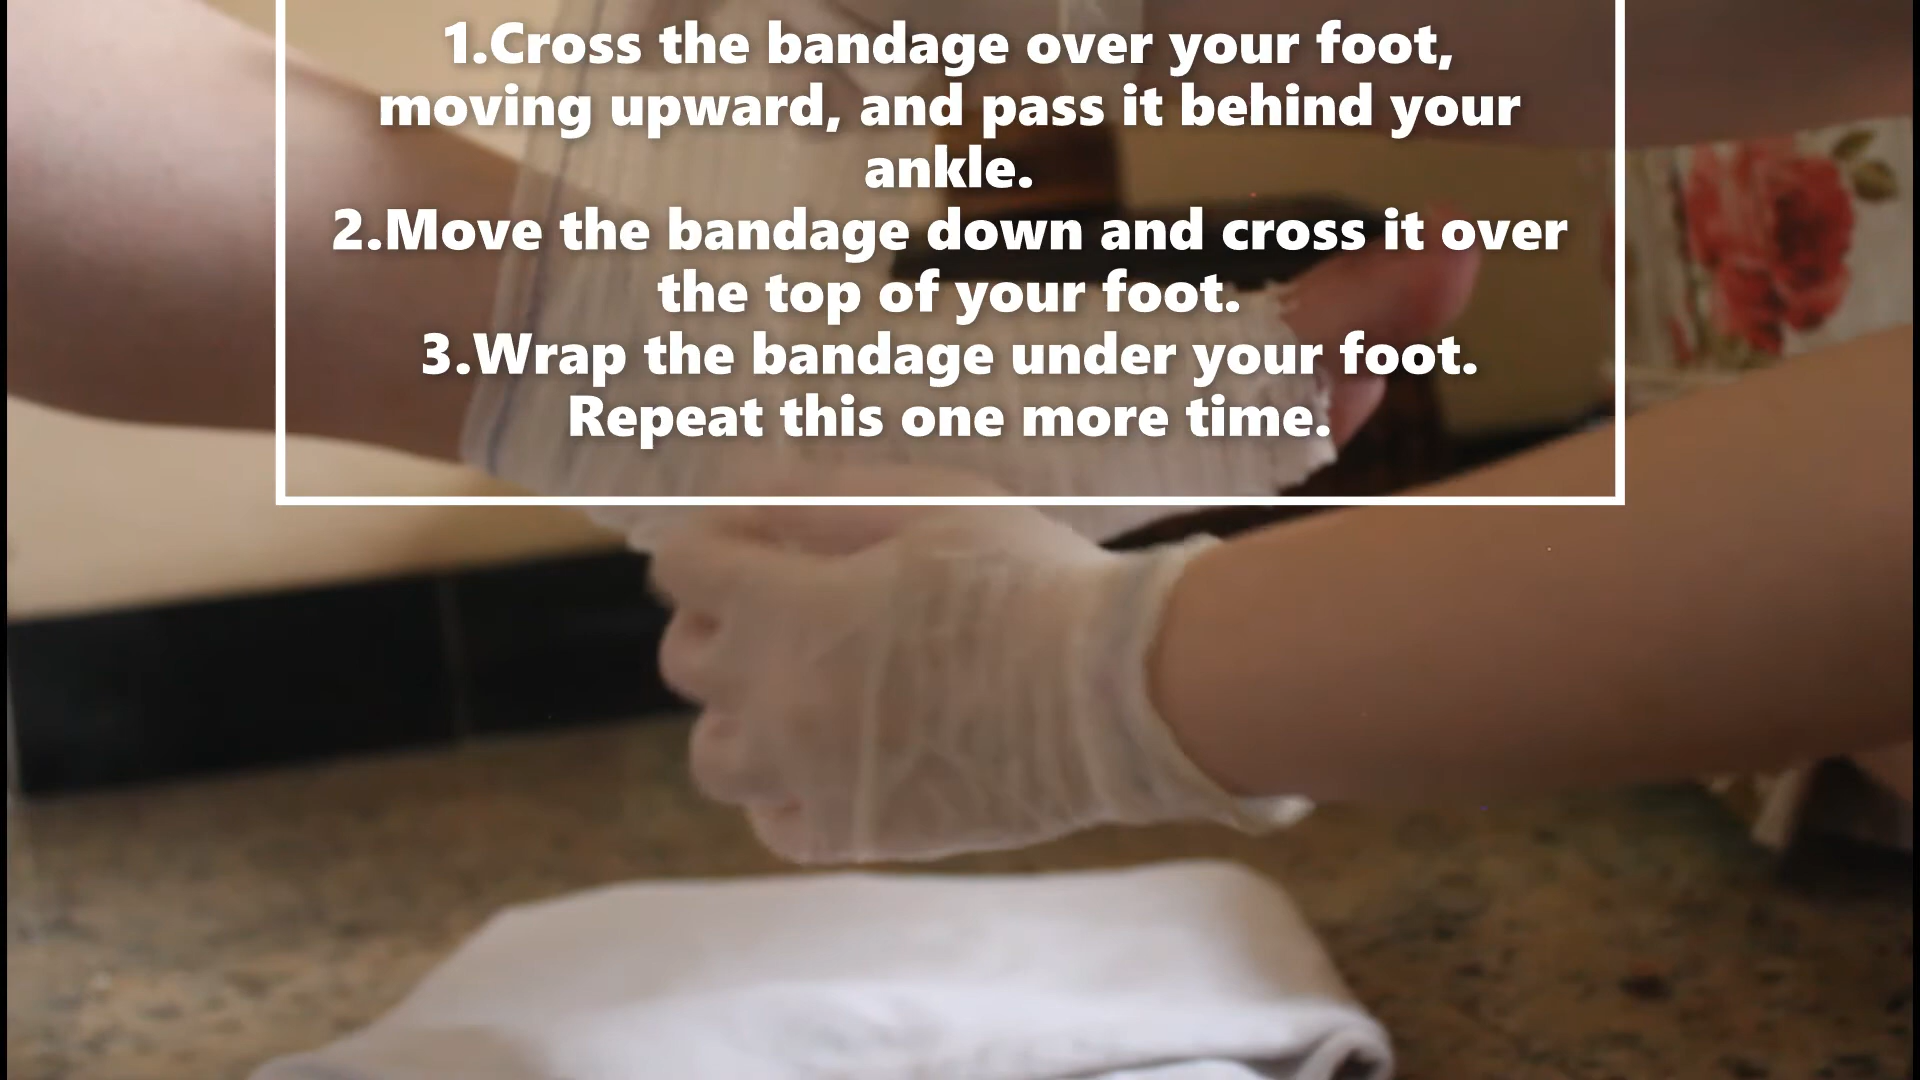 1.Cross the bandage over your foot,
moving upward, and pass it behind your
ankle.
2.Move the bandage down and cross it over
the top of your foot.
3.Wrap the bandage under your foot.
Repeat this one more time.